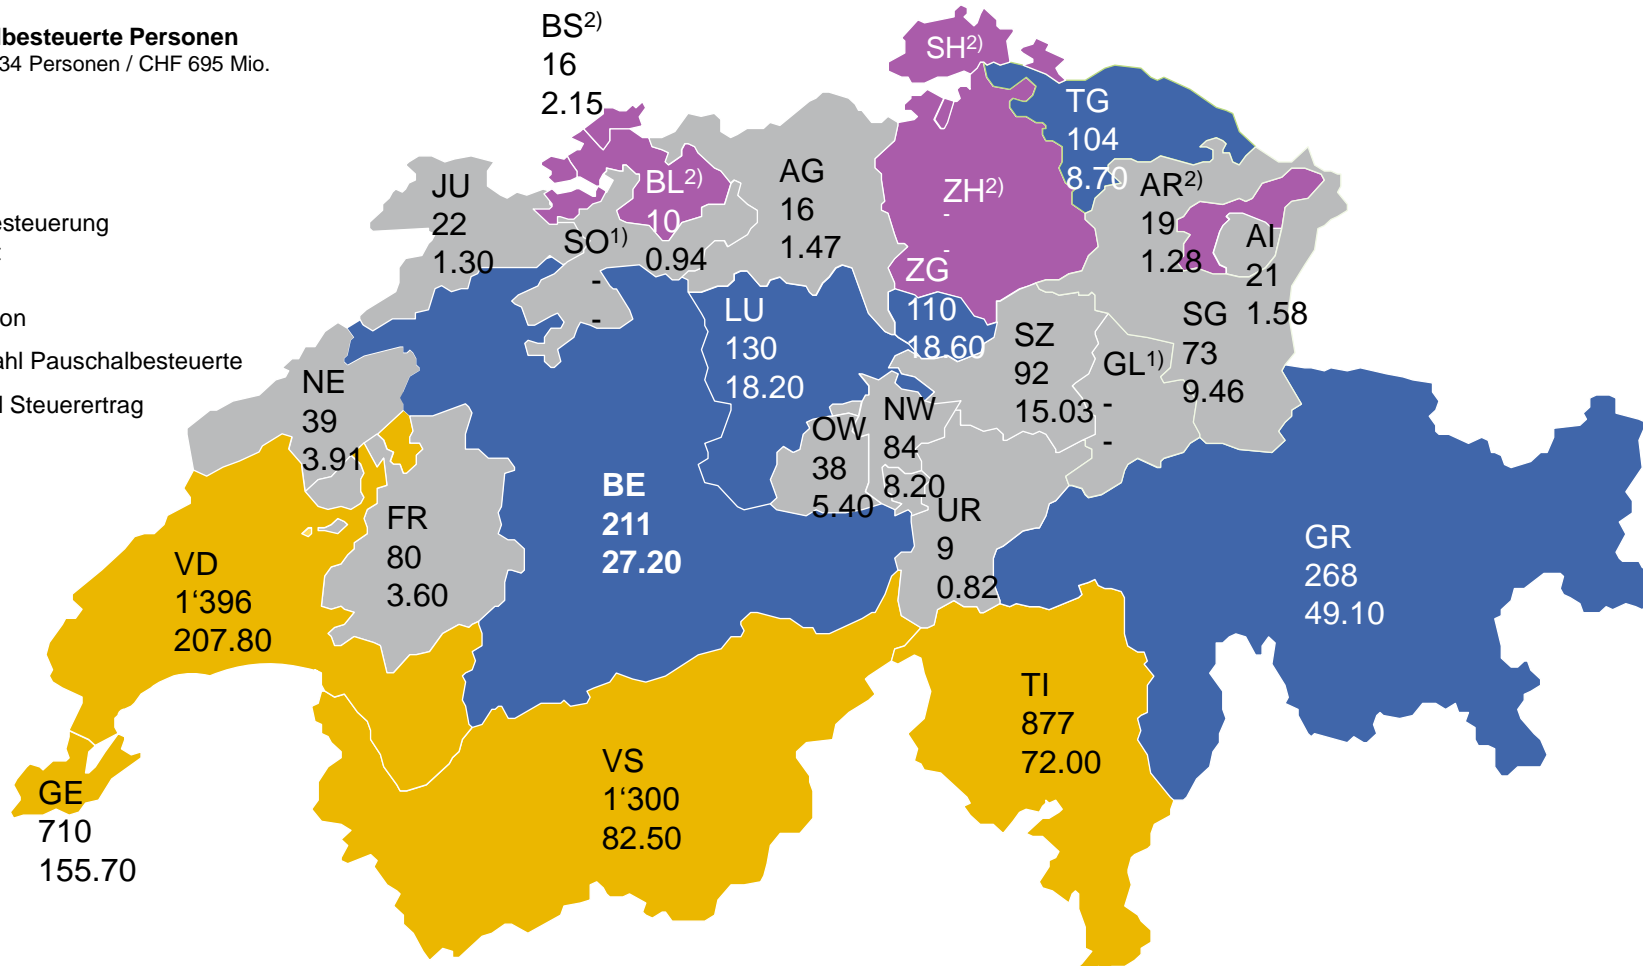 lbesteuerte Personen
34 Personen / CHF 695 Mio.
esteuerung
on
ahl Pauschalbesteuerte
l Steuerertrag
BS2)
16
2.15
SH2)
TG
104
8.70
JU
22
1.30
BL2)
10
0.94
AG
16
1.47
ZH2)
-
-
AR2)
19
1.28
AI
21
1.58
SO1)
-
-
ZG
110
18.60
LU
130
18.20
SZ
92
15.03
GL1)
-
-
SG
73
9.46
NE
39
3.91
OW
38
5.40
NW
84
8.20
UR
9
0.82
FR
80
3.60
BE
211
27.20
GR
268
49.10
VD
1‘396
207.80
TI
877
72.00
VS
1‘300
82.50
GE
710
155.70